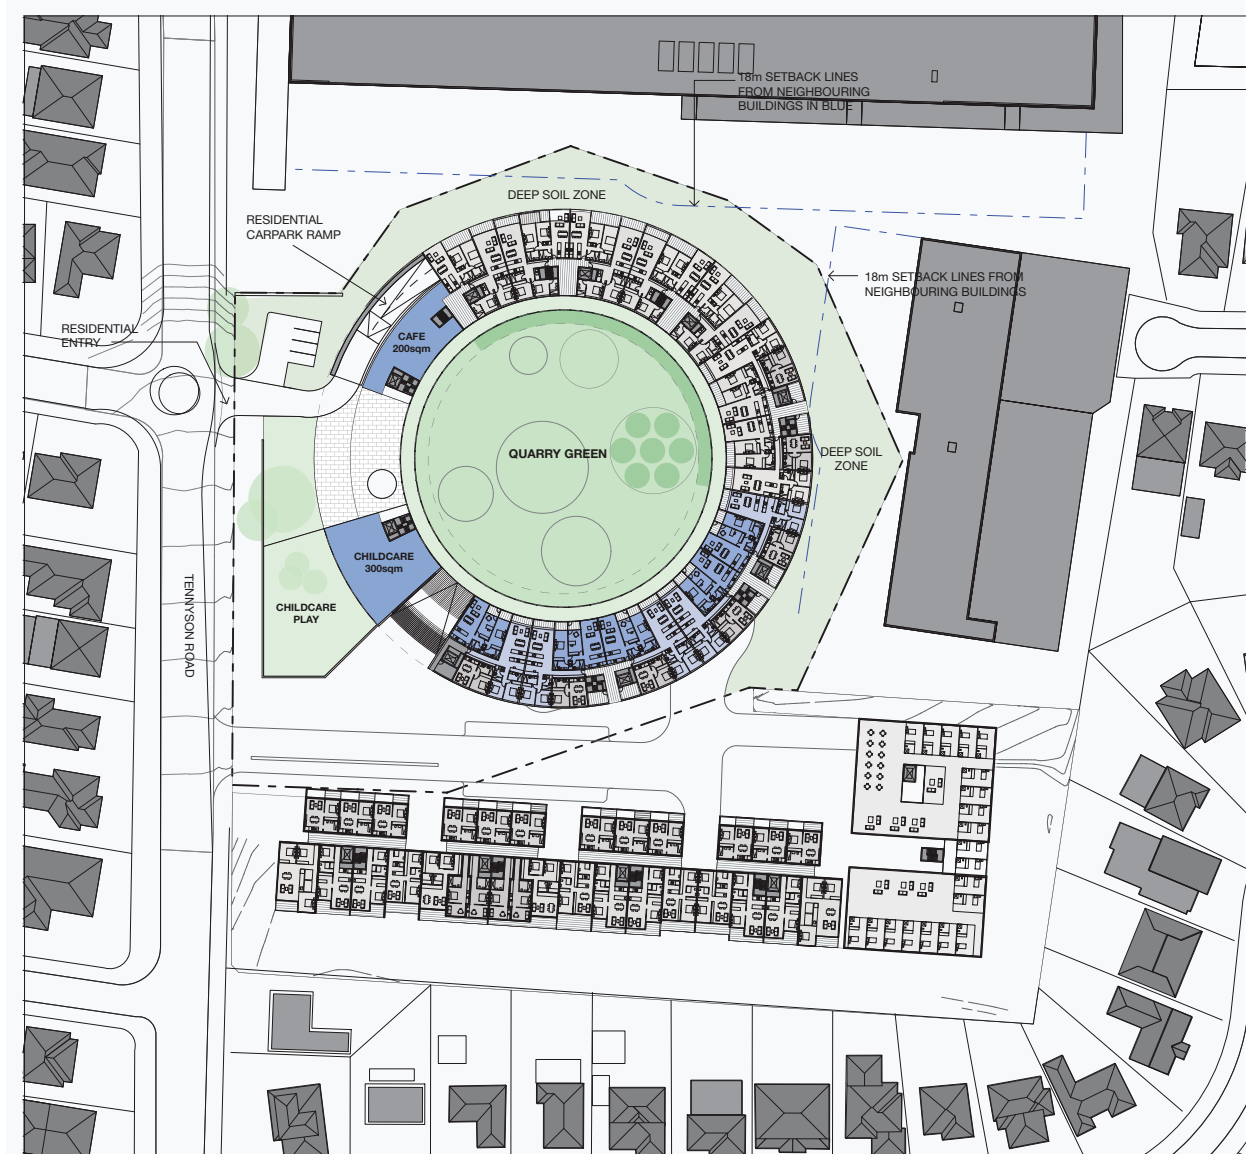 18m SETBACK LINES
FROM NEIGHBOURING
BUILDINGS IN BLUE
DEEP SOIL ZONE
RESIDENTIAL
CARPARK RAMP
18m SETBACK LINES FROM
NEIGHBOURING BUILDINGS
RESIDENTIAL
ENTRY
CAFE
200sqm
QUARRY GREEN
DEEP SOIL
ZONE
CHILDCARE
300sqm
TENNYSON ROAD
CHILDCARE
PLAY